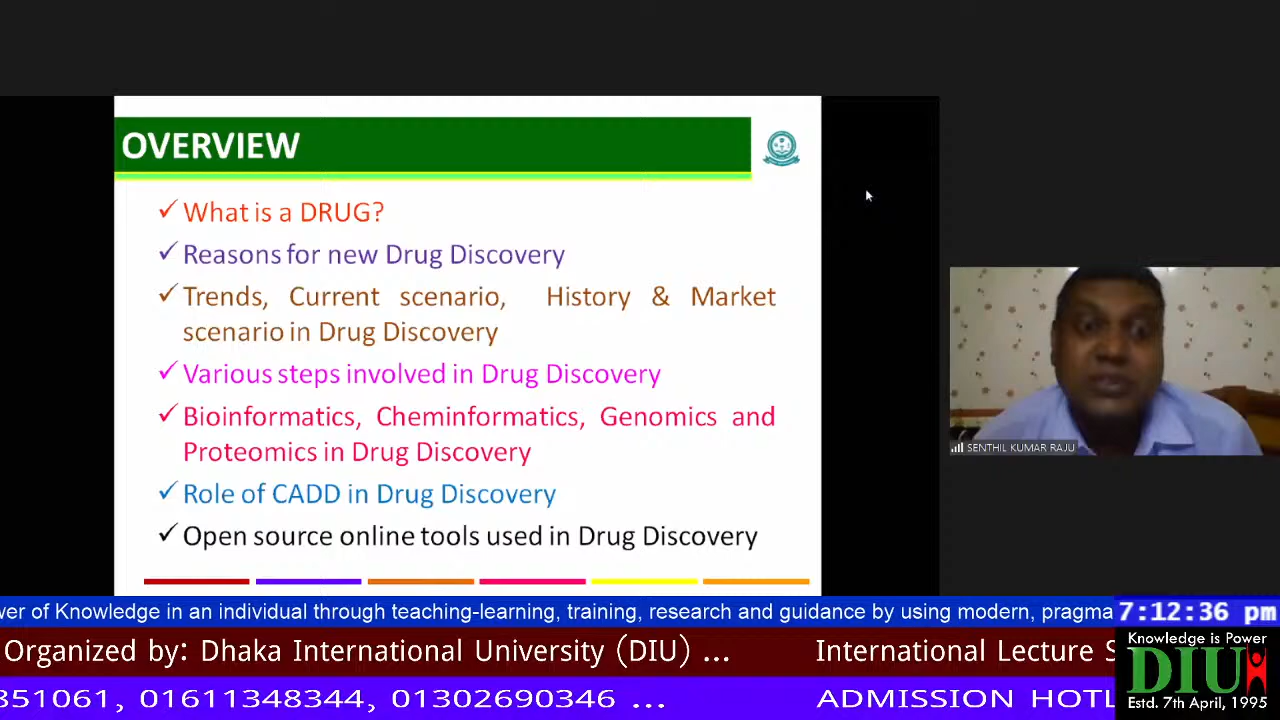 OVERVIEW
✓ What is a DRUG?
✓ Reasons for new Drug Discovery
✓ Trends, Current scenario, History & Market
scenario in Drug Discovery
✓ Various steps involved in Drug Discovery
✓ Bioinformatics, Cheminformatics, Genomics and
Proteomics in Drug Discovery
✓ Role of CADD in Drug Discovery
✓ Open source online tools used in Drug Discovery
SENTHIL KUMAR RAJU
wer of Knowledge in an individual through teaching-learning, training, research and guidance by using modern, pragma
7:12:36 pm
Organized by: Dhaka International University (DIU) ... International Lecture S
Knowledge is Power
DIU
Estd. 7th April, 1995
351061, 01611348344, 01302690346 ... ADMISSION HOTL